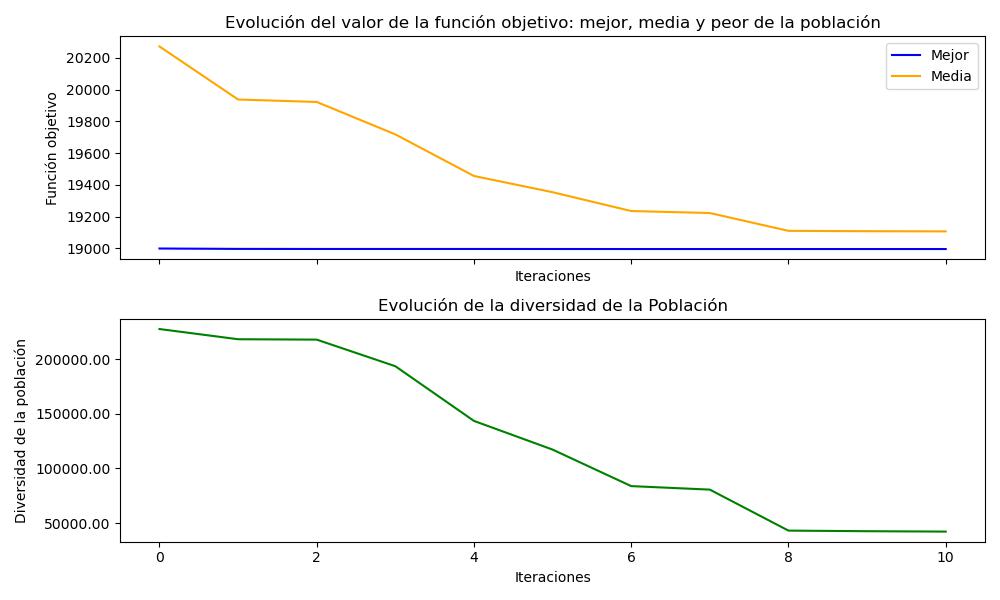 Evolución del valor de la función objetivo: mejor, media y peor de la población
Mejor
Media
Función objetivo
20200
20000
19800
19600
19400
19200
19000
Iteraciones
Evolución de la diversidad de la Población
Diversidad de la población
200000.00
150000.00
100000.00
50000.00
0 2 4 6 8 10
Iteraciones